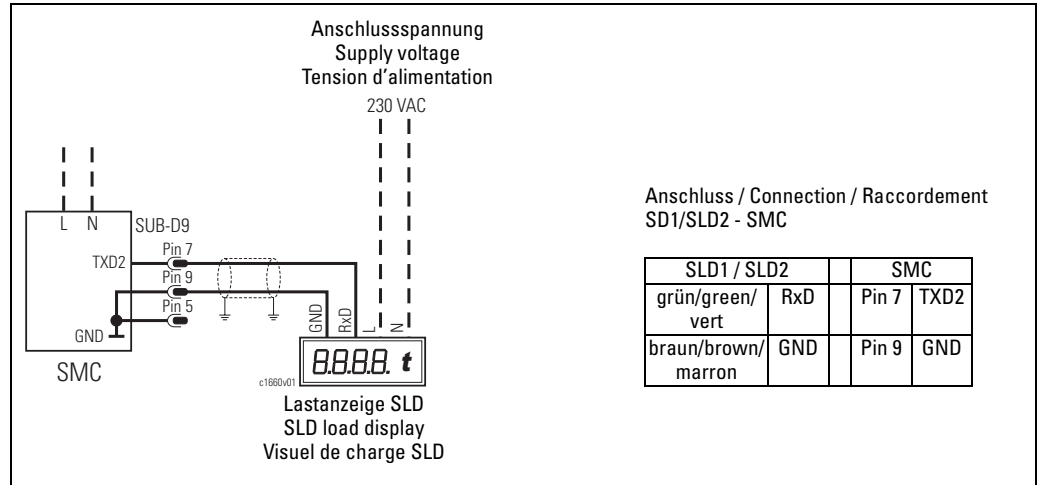 Anschlussspannung
Supply voltage
Tension d'alimentation
230 VAC
L N
SUB-D9
TXD2
Pin 7
Pin 9
Pin 5
GND
SMC
GND
RxD
L
N
8.8.8.8. t
c1660v01
Lastanzeige SLD
SLD load display
Visuel de charge SLD
Anschluss / Connection / Raccordement
SD1/SLD2 - SMC
SLD1 / SLD2 SMC
grün/green/ RxD Pin 7 TXD2
vert
braun/brown/ GND Pin 9 GND
marron